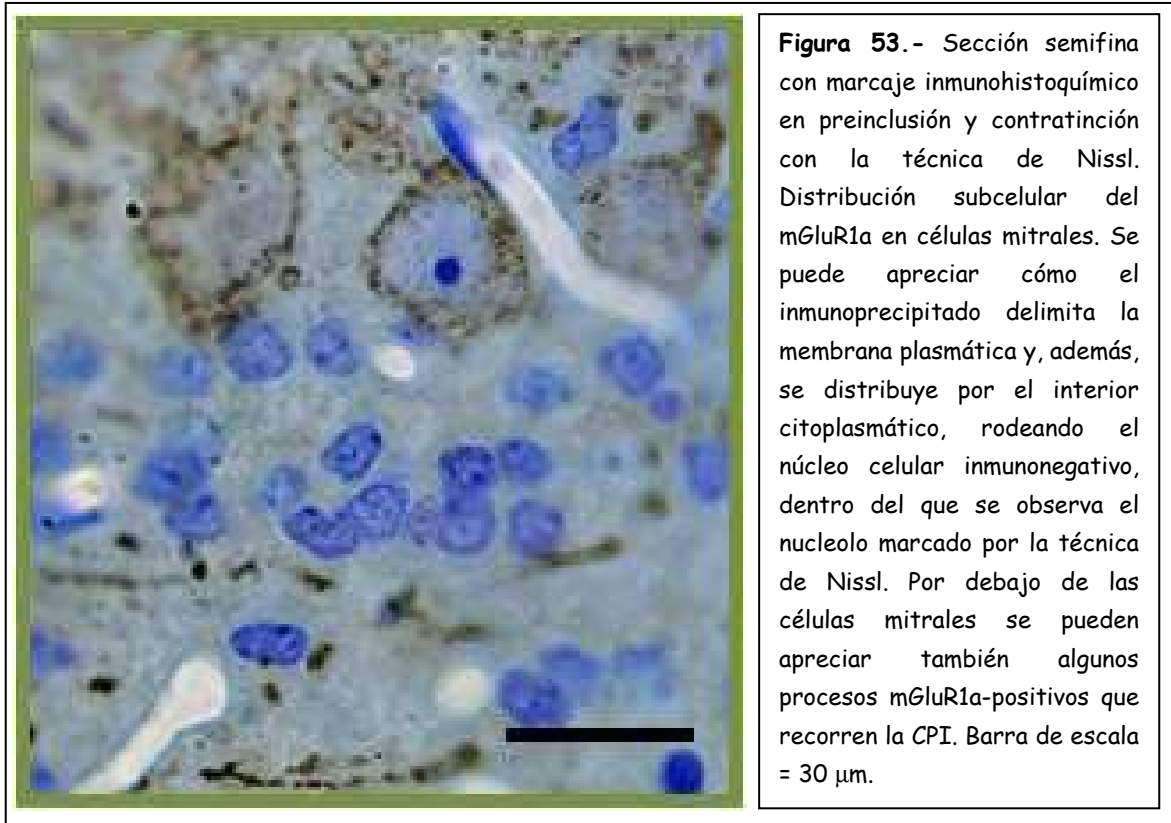 Figura 53.- Sección semifina
con marcaje inmunohistoquímico
en preinclusión y contratinción
con la técnica de Nissl.
Distribución subcelular del
mGluR1a en células mitrales. Se
puede apreciar cómo el
inmunoprecipitado delimita la
membrana plasmática y, además,
se distribuye por el interior
citoplasmático, rodeando el
núcleo celular inmunonegativo,
dentro del que se observa el
nucleolo marcado por la técnica
de Nissl. Por debajo de las
células mitrales se pueden
apreciar también algunos
procesos mGluR1a-positivos que
recorren la CPI. Barra de escala
= 30 μm.